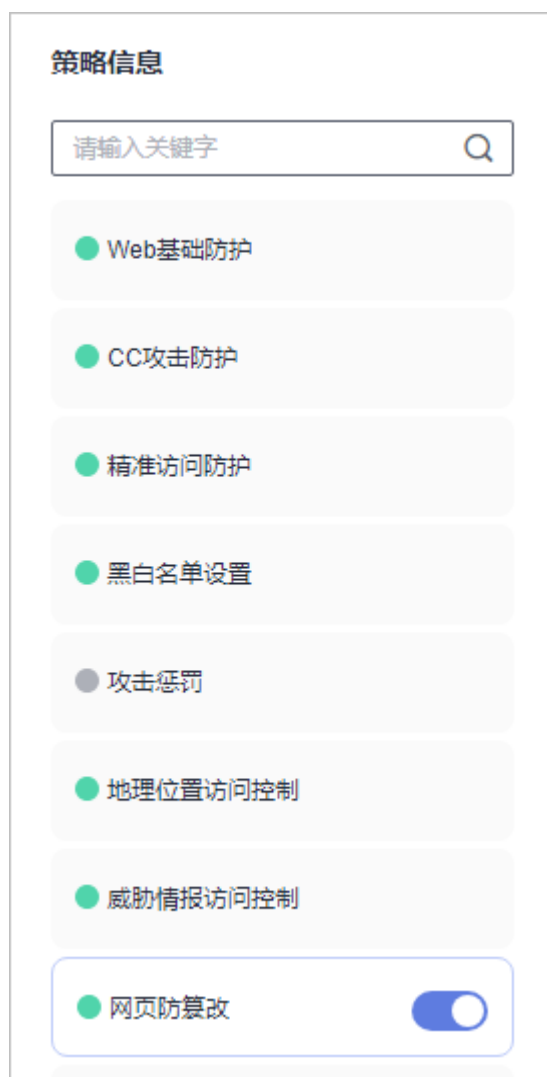 策略信息
请输入关键字
Web基础防护
CC攻击防护
精准访问防护
黑白名单设置
攻击惩罚
地理位置访问控制
威胁情报访问控制
网页防篡改